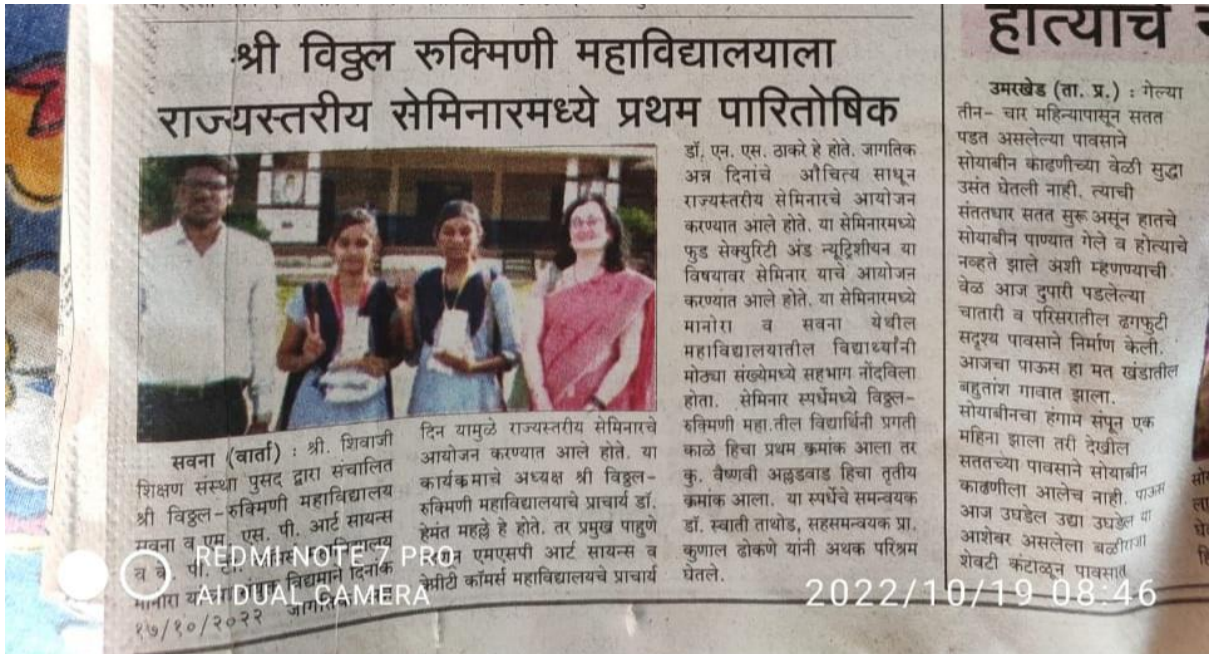 श्री विठ्ठल रुक्मिणी महाविद्यालयाला
राज्यस्तरीय सेमिनारमध्ये प्रथम पारितोषिक
सवना (वार्ता) : श्री. शिवाजी
शिक्षण संस्था पुसद द्वारा संचालित
श्री विठ्ठल-रुक्मिणी महाविद्यालय
सवना व एम. एस. पी. आर्ट सायन्स
व के. पी. टी.
विद्यमाने दिनांक
१७/१०/२०२२
दिन यामुळे राज्यस्तरीय सेमिनारचे
आयोजन करण्यात आले होते. या
कार्यक्रमाचे अध्यक्ष श्री विठ्ठल-
रुक्मिणी महाविद्यालयाचे प्राचार्य डॉ.
हेमंत महल्ले हे होते. तर प्रमुख पाहुणे
एमएसपी आर्ट सायन्स व
केपीटी कॉमर्स महाविद्यालयचे प्राचार्य
डॉ. एन. एस. ठाकरे हे होते. जागतिक
अन्न दिनांचे औचित्य साधून
राज्यस्तरीय सेमिनारचे आयोजन
करण्यात आले होते. या सेमिनारमध्ये
फुड सेक्युरिटी अंड न्यूट्रिशीयन या
विषयावर सेमिनार याचे आयोजन
करण्यात आले होते. या सेमिनारमध्ये
मानोरा व सवना येथील
महाविद्यालयातील विद्यार्थ्यांनी
मोठ्या संख्येमध्ये सहभाग नोंदविला
होता. सेमिनार स्पर्धेमध्ये विठ्ठल-
रुक्मिणी महा.तील विद्यार्थिनी प्रगती
काळे हिचा प्रथम क्रमांक आला तर
कु. वैष्णवी अल्लडवाड हिचा तृतीय
क्रमांक आला. या स्पर्धेचे समन्वयक
डॉ. स्वाती ताथोड, सहसमन्वयक प्रा.
कुणाल ढोकणे यांनी अथक परिश्रम
घेतले.
होत्याचे
उमरखेड (ता. प्र.) : गेल्या
तीन- चार महिन्यापासून सतत
पडत असलेल्या पावसाने
सोयाबीन काढणीच्या वेळी सुद्धा
उसंत घेतली नाही. त्याची
संततधार सतत सुरू असून हातचे
सोयाबीन पाण्यात गेले व होत्याचे
नव्हते झाले अशी म्हणण्याची
वेळ आज दुपारी पडलेल्या
चातारी व परिसरातील ढगफुटी
सदृश्य पावसाने निर्माण केली.
आजचा पाऊस हा मत खंडातील
बहुतांश गावात झाला.
सोयाबीनचा हंगाम संपून एक
महिना झाला तरी देखील
सततच्या पावसाने सोयाबीन
काढणीला आलेच नाही. पाऊस
आज उघडेल उद्या उघडेल या
आशेवर असलेला बळीराजा
शेवटी कंटाळून पावसात
REDMI NOTE 7 PRO
AI DUAL CAMERA
2022/10/19 08:46